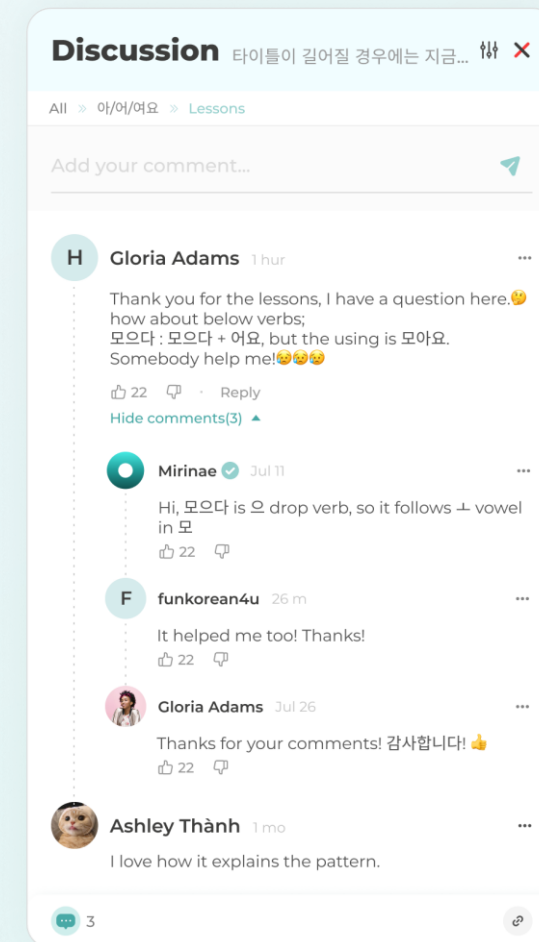 Discussion 타이틀이 길어질 경우에는 지금...
All » 아/어/여요 » Lessons
Add your comment...
H Gloria Adams 1 hur
Thank you for the lessons, I have a question here.🤔
how about below verbs;
모으다 : 모으다 + 어요, but the using is 모아요.
Somebody help me!😥😥😥
22 · Reply
Hide comments(3)
Mirinae Jul 11
Hi, 모으다 is 으 drop verb, so it follows ㅗ vowel
in 모
22
F funkorean4u 26 m
It helped me too! Thanks!
22
Gloria Adams Jul 26
Thanks for your comments! 감사합니다! 👍
22
Ashley Thành 1 mo
I love how it explains the pattern.
3